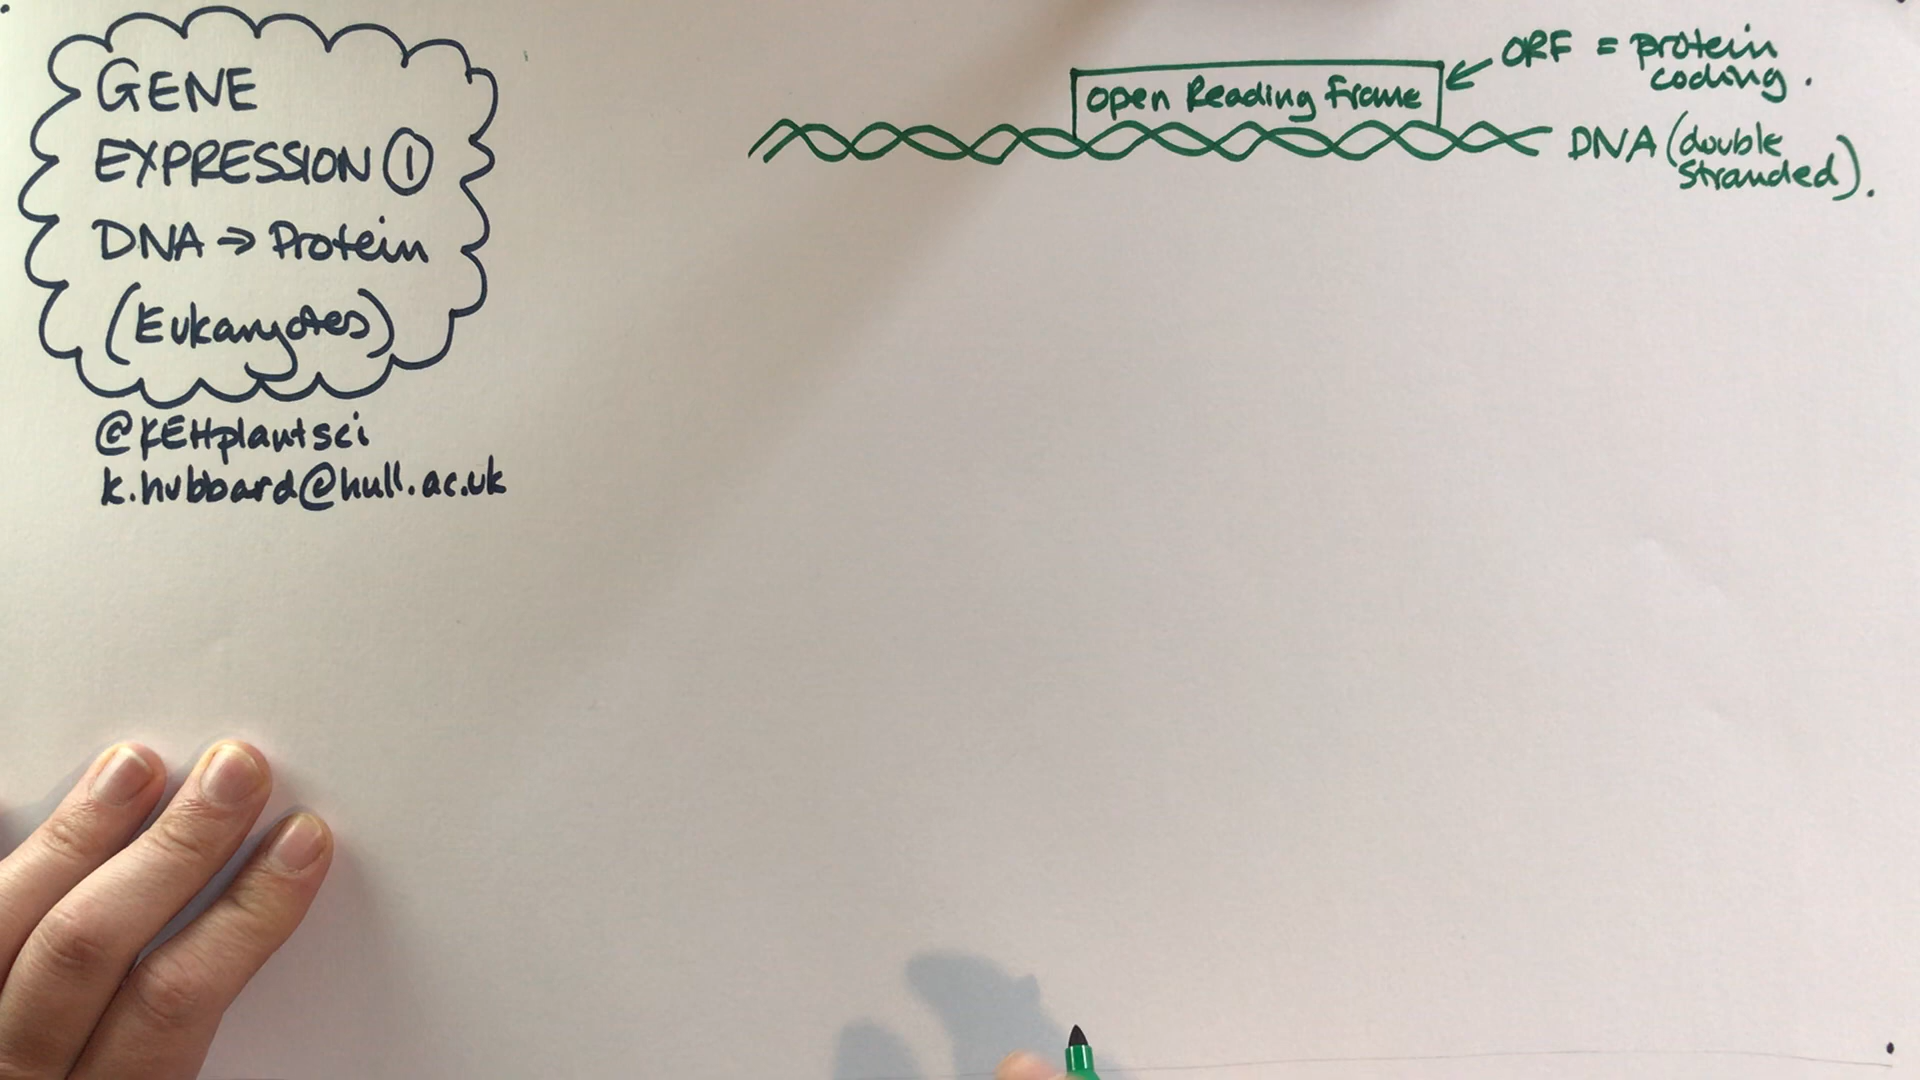 GENE
EXPRESSION ①
DNA → Protein
(Eukaryotes)
@KEHplantsci
k.hubbard@hull.ac.uk
Open Reading Frame
ORF = protein
coding.
DNA (double
stranded).